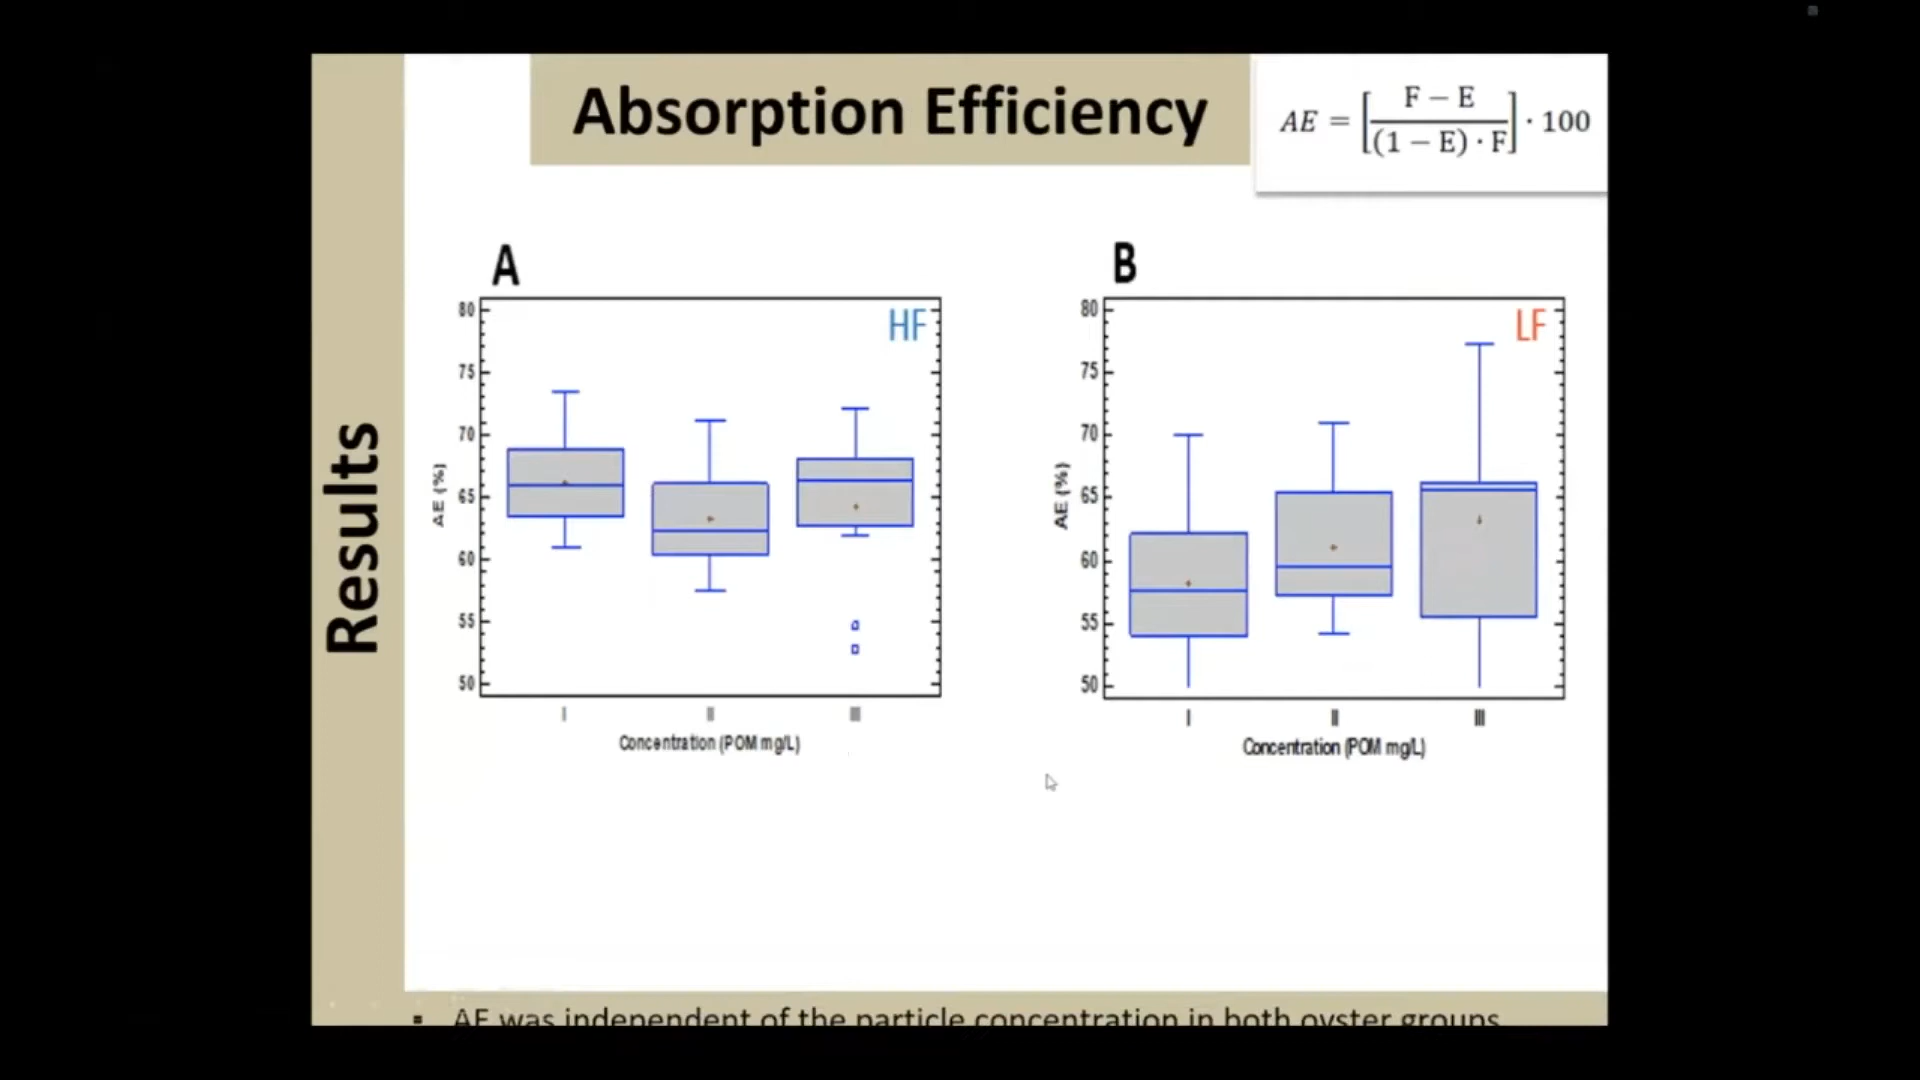 Absorption Efficiency
AE = [F − E / (1 − E) · F] · 100
Results
A
HF
80
75
70
65
60
55
50
AE (%)
I II III
Concentration (POM mg/L)
B
LF
80
75
70
65
60
55
50
AE (%)
I II III
Concentration (POM mg/L)
▪ AE was independent of the particle concentration in both oyster groups